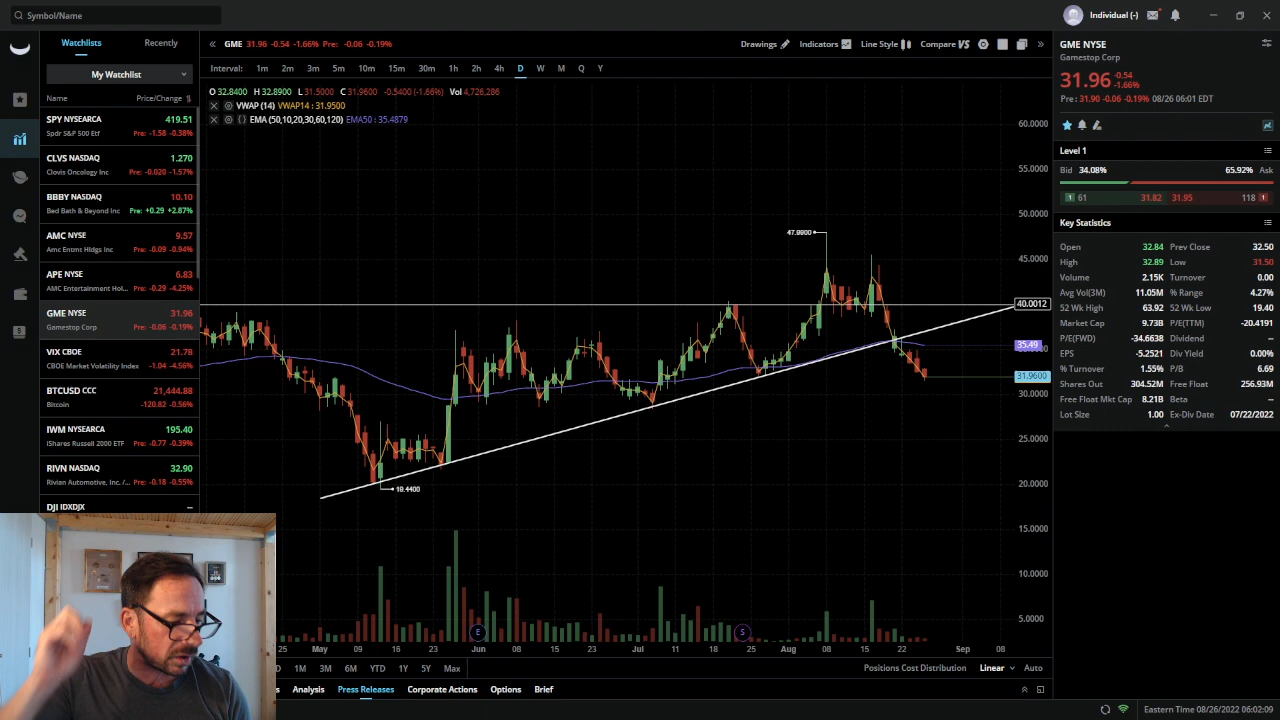 Symbol/Name
Individual (-)
Watchlists Recently
My Watchlist
Name Price/Change
SPY NYSEARCA 419.51
Spdr S&P 500 Etf Pre: -1.58 -0.38%
CLVS NASDAQ 1.270
Clovis Oncology Inc Pre: -0.020 -1.57%
BBBY NASDAQ 10.10
Bed Bath & Beyond Inc Pre: +0.29 +2.87%
AMC NYSE 9.57
Amc Entmt Hldgs Inc Pre: -0.09 -0.94%
APE NYSE 6.83
AMC Entertainment Hol... Pre: -0.29 -4.25%
GME NYSE 31.96
Gamestop Corp Pre: -0.06 -0.19%
VIX CBOE 21.78
CBOE Market Volatility Index -1.04 -4.56%
BTCUSD CCC 21,444.88
Bitcoin -120.82 -0.56%
IWM NYSEARCA 195.40
IShares Russell 2000 ETF Pre: -0.77 -0.39%
RIVN NASDAQ 32.90
Rivian Automotive, Inc. /... Pre: -0.18 -0.55%
DJI IDXDJX --
GME 31.96 -0.54 -1.66% Pre: -0.06 -0.19%
Drawings Indicators Line Style Compare VS
Interval: 1m 2m 3m 5m 10m 15m 30m 1h 2h 4h D W M Q Y
O 32.8400 H 32.8900 L 31.5000 C 31.9600 -0.5400 (-1.66%) Vol 4,726,286
VWAP (14) VWAP14 : 31.9500
EMA (50,10,20,30,60,120) EMA50 : 35.4879
60.0000
55.0000
50.0000
47.9900
45.0000
40.0012
35.49
31.9600
30.0000
25.0000
20.0000
19.4400
15.0000
10.0000
5.0000
E S
25 May 09 16 23 Jun 08 15 23 Jul 11 18 25 Aug 08 15 22 Sep 08
1M 3M 6M YTD 1Y 5Y Max
Positions Cost Distribution Linear Auto
Analysis Press Releases Corporate Actions Options Brief
GME NYSE
Gamestop Corp
31.96 -0.54
-1.66%
Pre : 31.90 -0.06 -0.19% 08/26 06:01 EDT
Level 1
Bid 34.08% 65.92% Ask
1 61 31.82 31.95 118 1
Key Statistics
Open 32.84 Prev Close 32.50
High 32.89 Low 31.50
Volume 2.15K Turnover 0.00
Avg Vol(3M) 11.05M % Range 4.27%
52 Wk High 63.92 52 Wk Low 19.40
Market Cap 9.73B P/E(TTM) -20.4191
P/E(FWD) -34.6638 Dividend --
EPS -5.2521 Div Yield 0.00%
% Turnover 1.55% P/B 6.69
Shares Out 304.52M Free Float 256.93M
Free Float Mkt Cap 8.21B Beta --
Lot Size 1.00 Ex-Div Date 07/22/2022
Eastern Time 08/26/2022 06:02:09